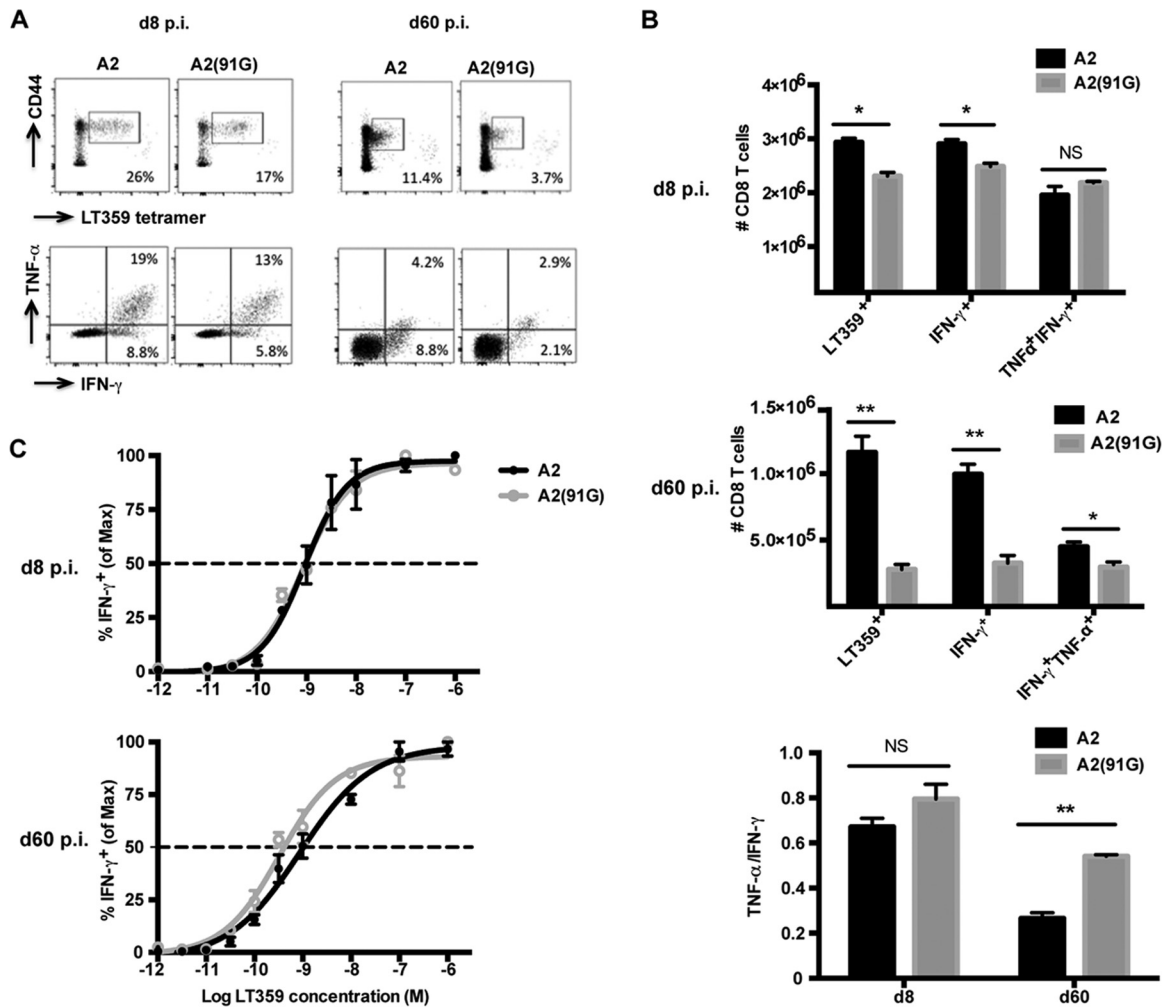 A
d8 p.i.
d60 p.i.
A2
A2(91G)
A2
A2(91G)
CD44
26%
17%
11.4%
3.7%
LT359 tetramer
TNF-α
19%
13%
4.2%
2.9%
8.8%
5.8%
8.8%
2.1%
IFN-γ
B
A2
A2(91G)
d8 p.i.
# CD8 T cells
4×10⁶
3×10⁶
2×10⁶
1×10⁶
*
*
NS
LT359⁺
IFN-γ⁺
TNFα⁺IFN-γ⁺
A2
A2(91G)
d60 p.i.
# CD8 T cells
1.5×10⁶
1.0×10⁶
5.0×10⁵
**
**
*
LT359⁺
IFN-γ⁺
IFN-γ⁺TNF-α⁺
A2
A2(91G)
TNF-α/IFN-γ
1.0
0.8
0.6
0.4
0.2
0
NS
**
d8
d60
C
A2
A2(91G)
d8 p.i.
% IFN-γ⁺ (of Max)
100
75
50
25
0
-12 -11 -10 -9 -8 -7 -6
d60 p.i.
% IFN-γ⁺ (of Max)
100
75
50
25
0
-12 -11 -10 -9 -8 -7 -6
Log LT359 concentration (M)